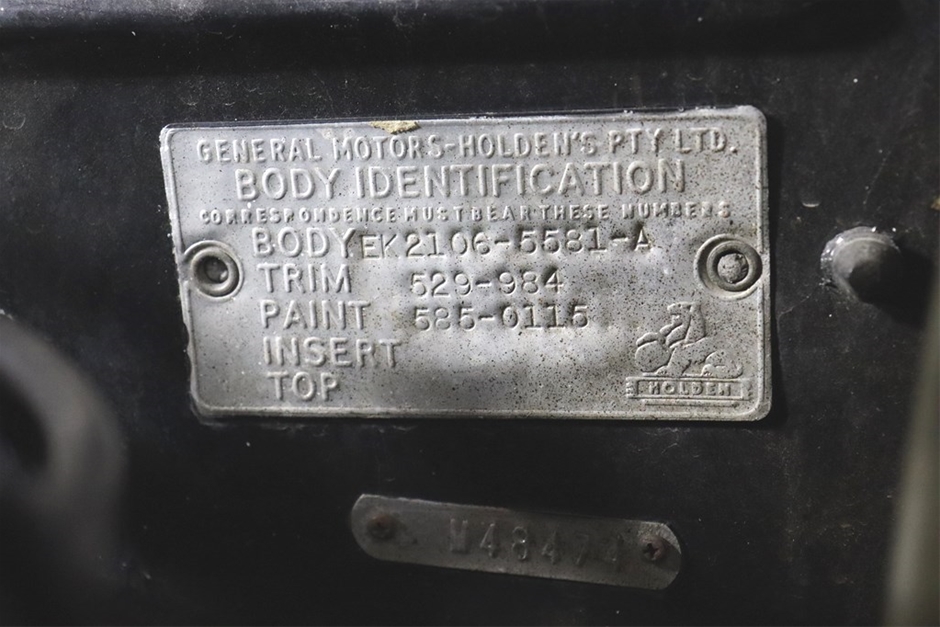 GENERAL MOTORS-HOLDEN'S PTY LTD.
BODY IDENTIFICATION
CORRESPONDENCE MUST BEAR THESE NUMBERS
BODY EK2106-5581-A
TRIM 529-984
PAINT 585-0115
INSERT
TOP
HOLDEN